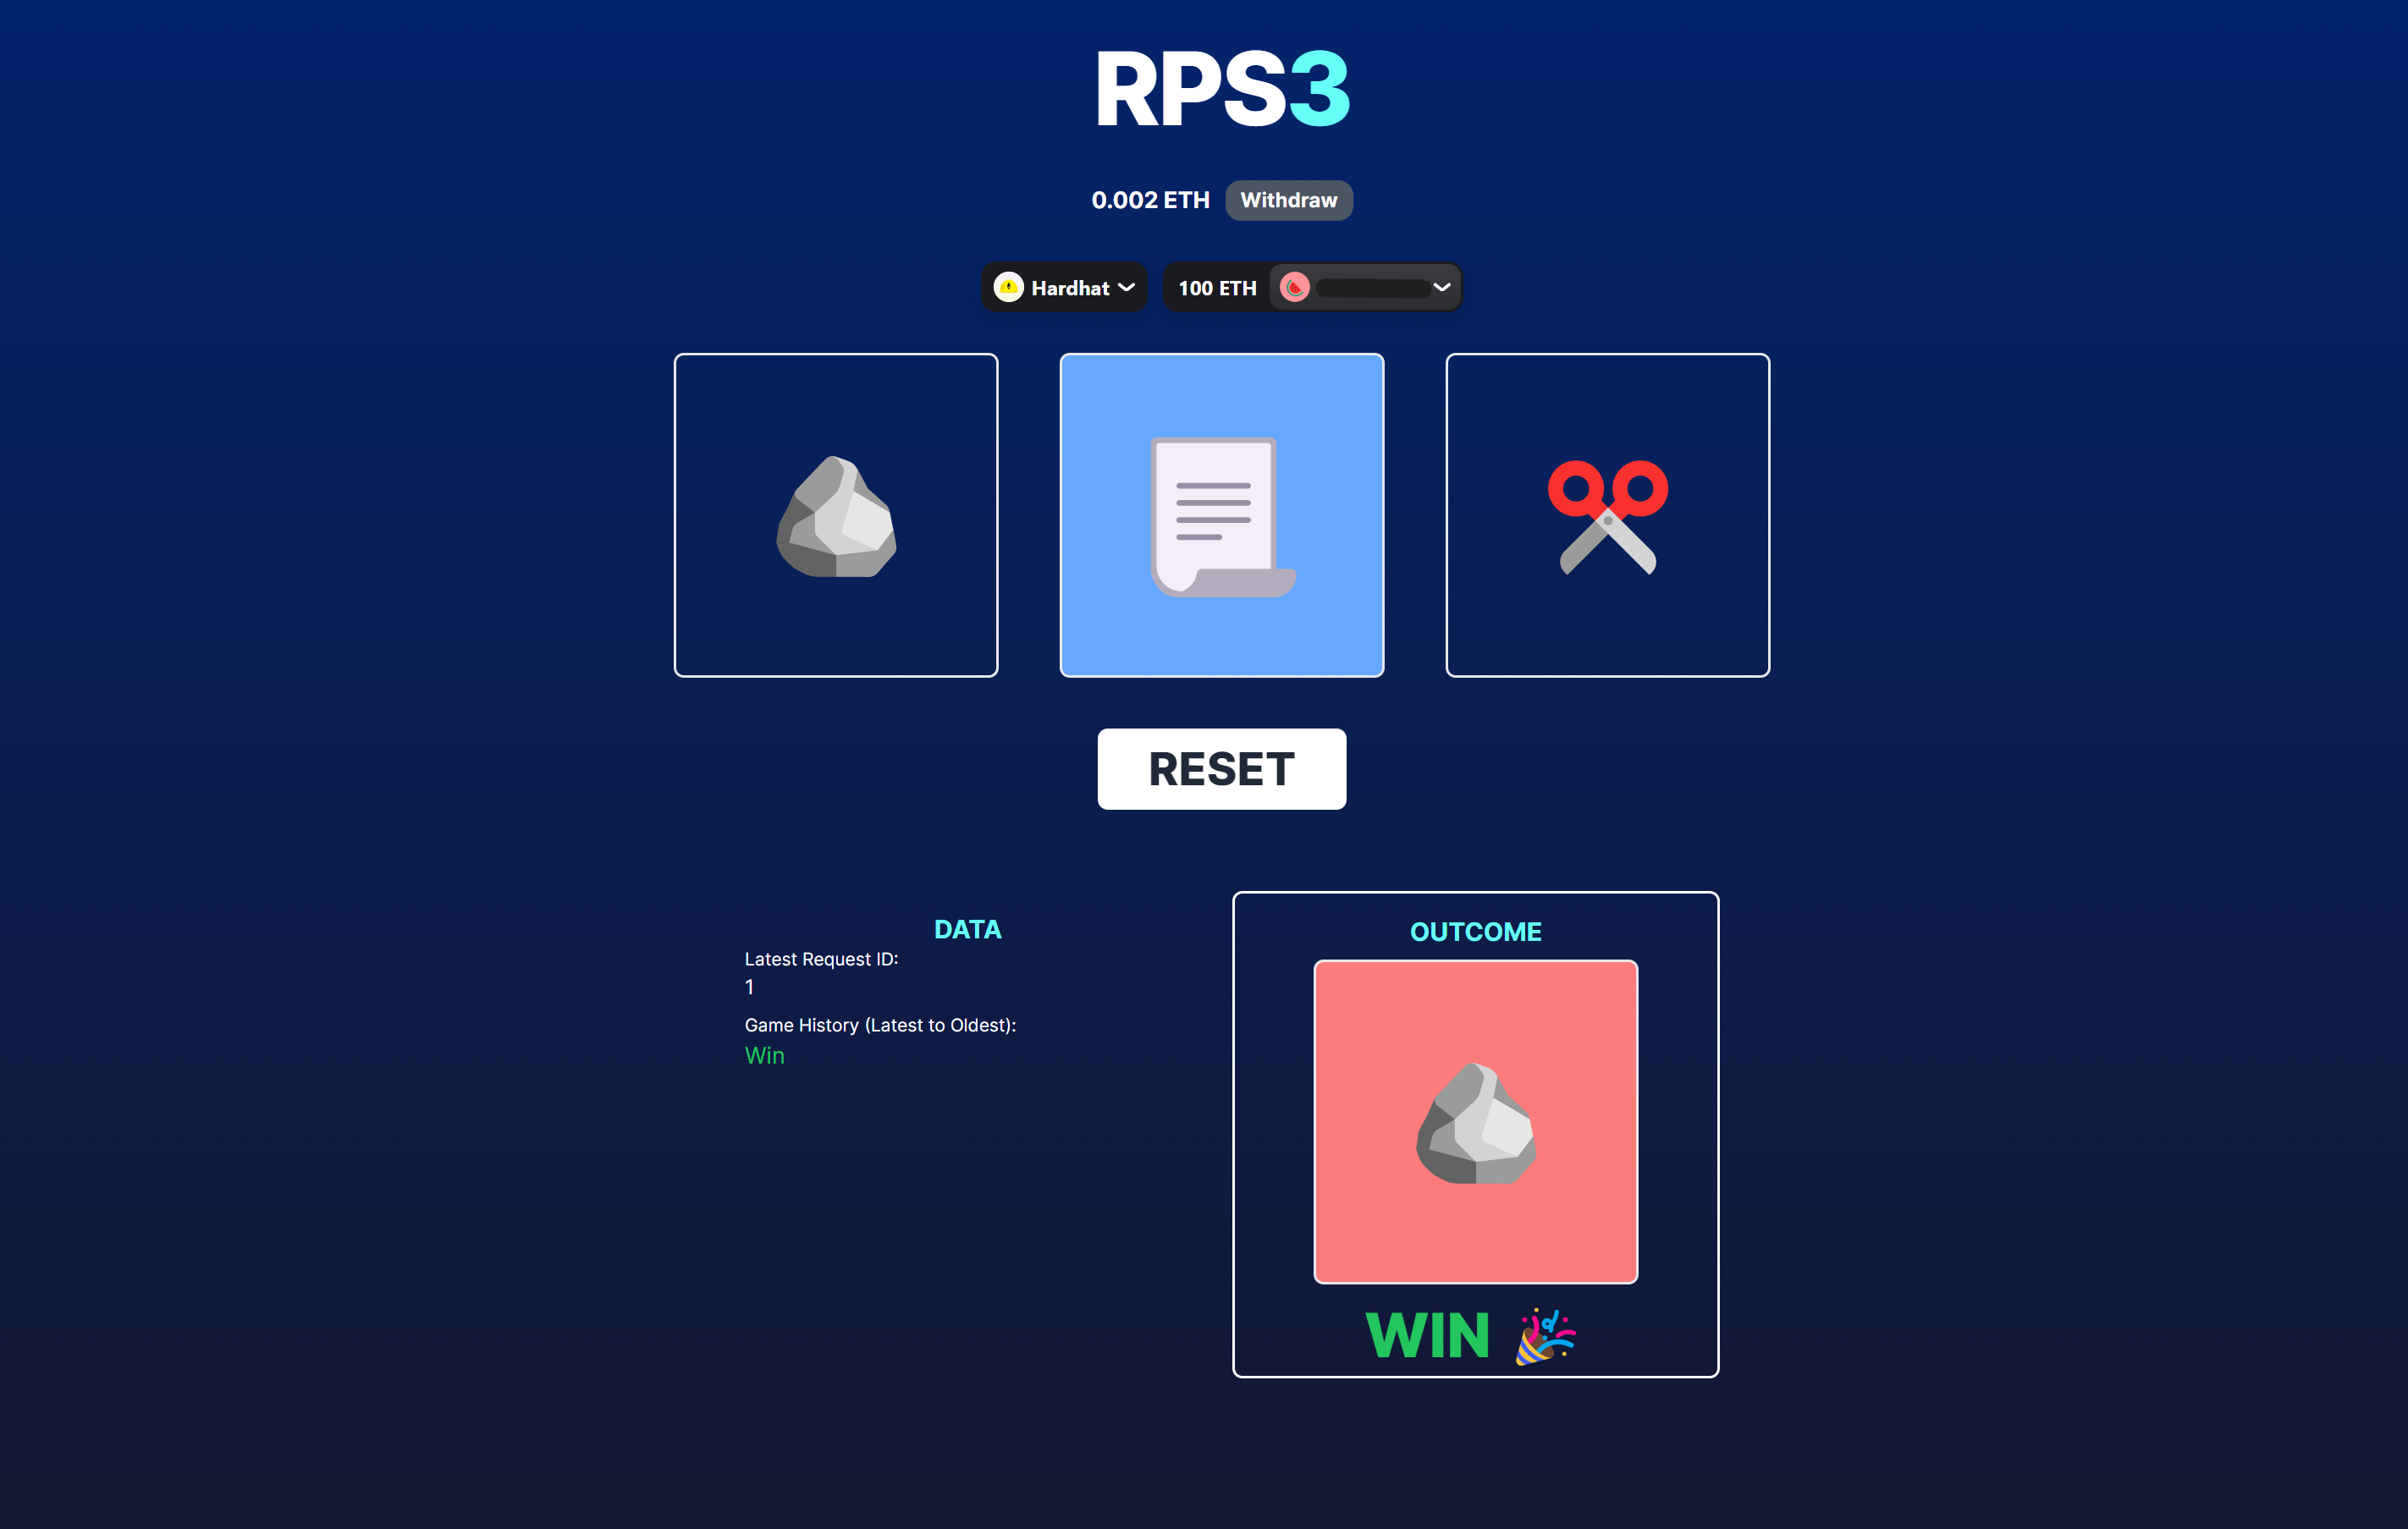 RPS3
0.002 ETH Withdraw
Hardhat 100 ETH
RESET
DATA
Latest Request ID:
1
Game History (Latest to Oldest):
Win
OUTCOME
WIN